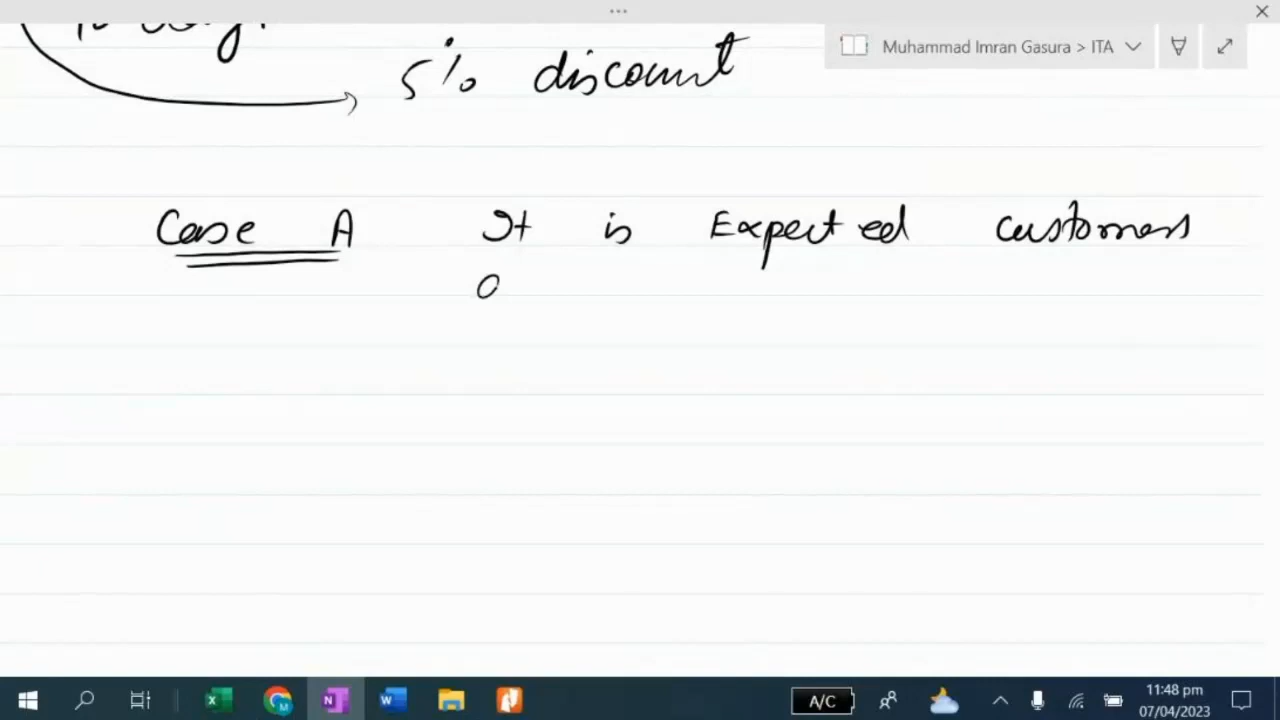 Muhammad Imran Gasura > ITA
5% discount
Case A It is Expected customers
O
A/C
11:48 pm
07/04/2023